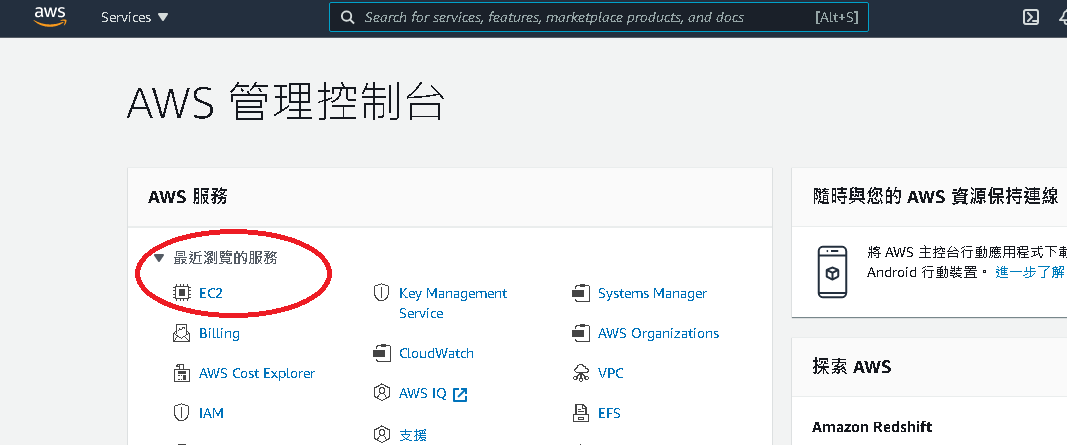 aws Services Search for services, features, marketplace products, and docs [Alt+S]
AWS 管理控制台
AWS 服務
最近瀏覽的服務
EC2
Billing
AWS Cost Explorer
IAM
Key Management
Service
CloudWatch
AWS IQ
支援
Systems Manager
AWS Organizations
VPC
EFS
隨時與您的 AWS 資源保持連線
將 AWS 主控台行動應用程式下載
Android 行動裝置。 進一步了解
探索 AWS
Amazon Redshift